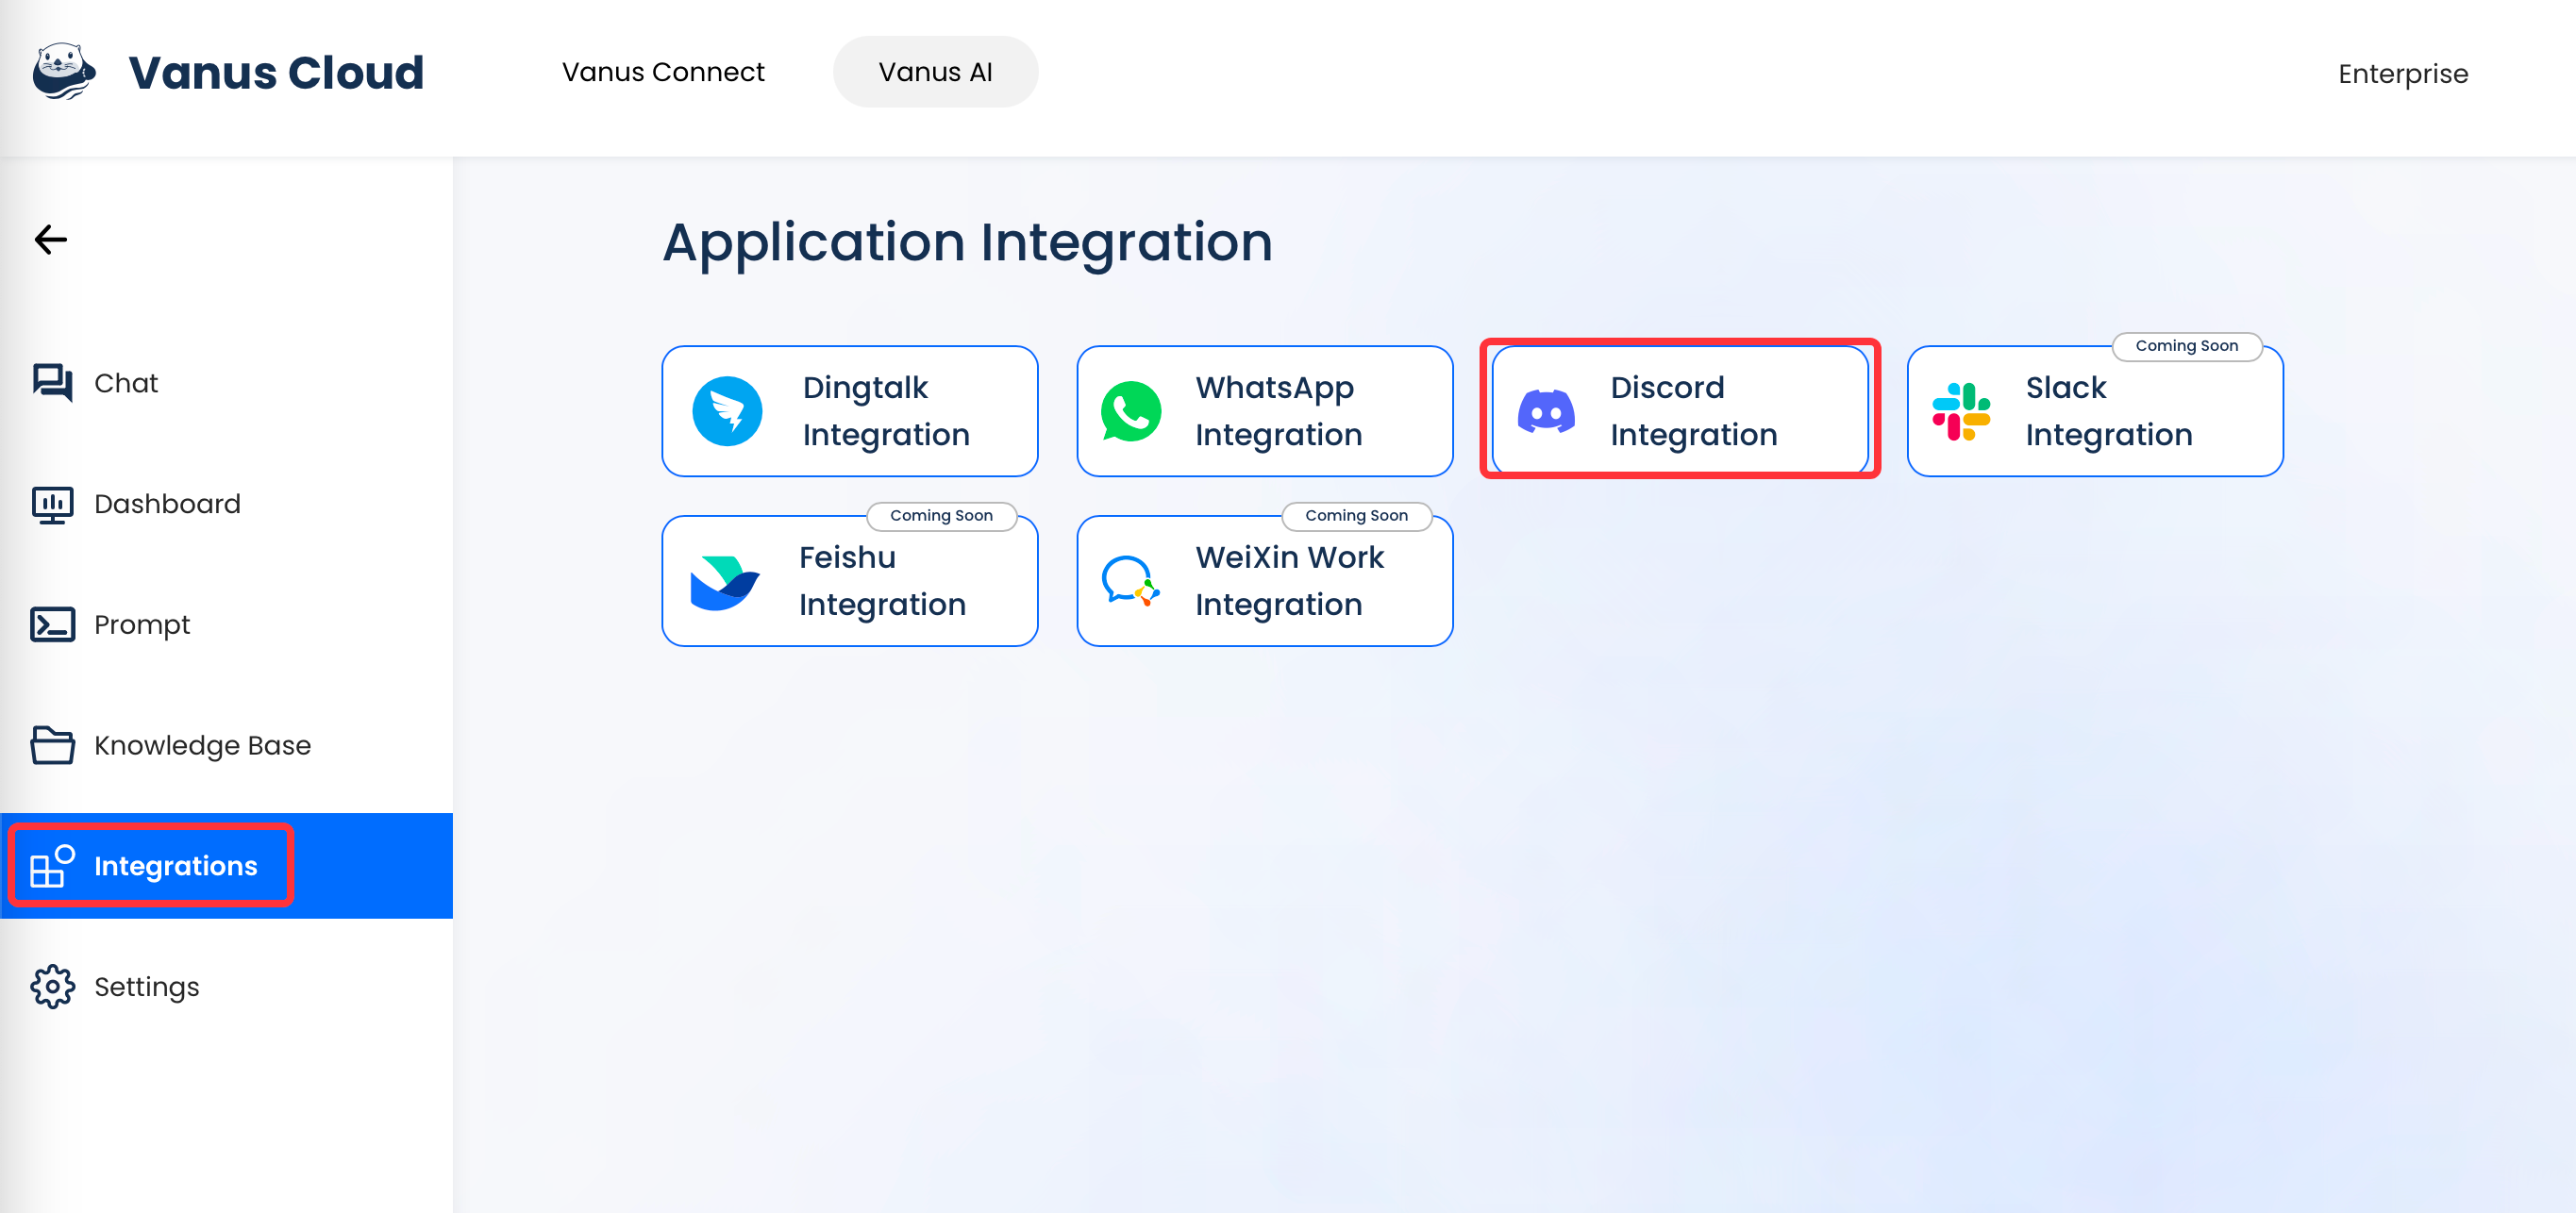 Vanus Cloud
Vanus Connect
Vanus AI
Enterprise
Chat
Dashboard
Prompt
Knowledge Base
Integrations
Settings
Application Integration
Dingtalk
Integration
WhatsApp
Integration
Discord
Integration
Coming Soon
Slack
Integration
Coming Soon
Feishu
Integration
Coming Soon
WeiXin Work
Integration